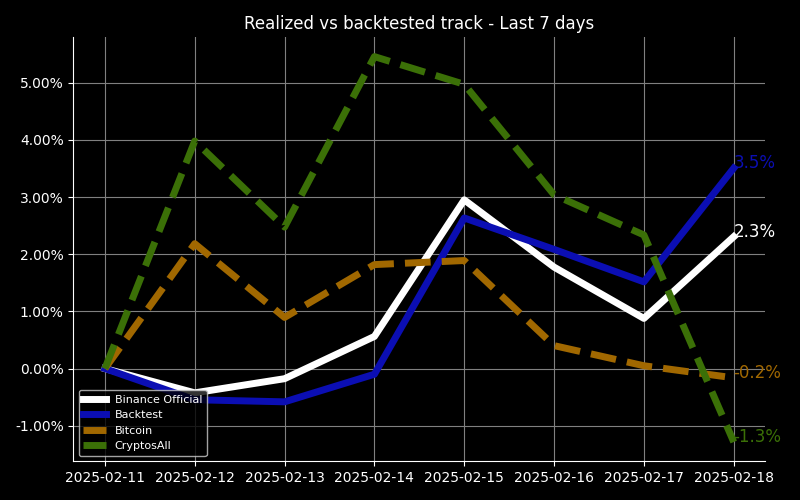 Realized vs backtested track - Last 7 days
5.00%
4.00%
3.00%
2.00%
1.00%
0.00%
-1.00%
3.5%
2.3%
-0.2%
-1.3%
Binance Official
Backtest
Bitcoin
CryptosAll
2025-02-11 2025-02-12 2025-02-13 2025-02-14 2025-02-15 2025-02-16 2025-02-17 2025-02-18